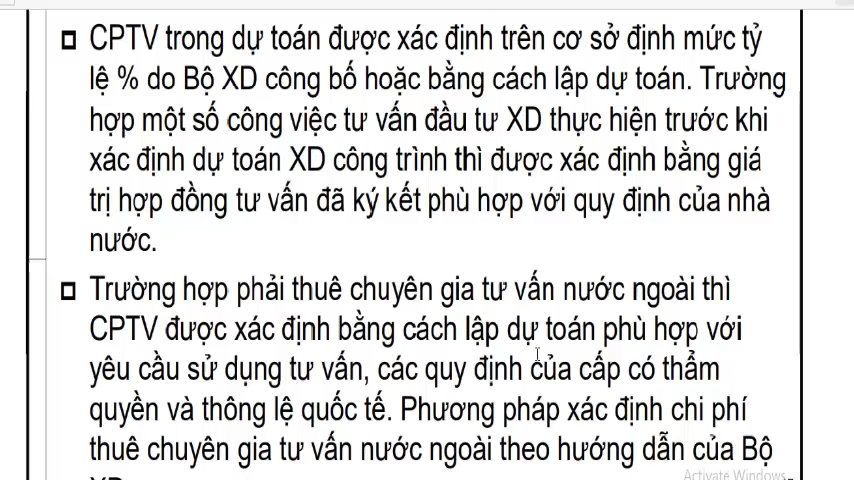 CPTV trong dự toán được xác định trên cơ sở định mức tỷ
lệ % do Bộ XD công bố hoặc bằng cách lập dự toán. Trường
hợp một số công việc tư vấn đầu tư XD thực hiện trước khi
xác định dự toán XD công trình thì được xác định bằng giá
trị hợp đồng tư vấn đã ký kết phù hợp với quy định của nhà
nước.
Trường hợp phải thuê chuyên gia tư vấn nước ngoài thì
CPTV được xác định bằng cách lập dự toán phù hợp với
yêu cầu sử dụng tư vấn, các quy định của cấp có thẩm
quyền và thông lệ quốc tế. Phương pháp xác định chi phí
thuê chuyên gia tư vấn nước ngoài theo hướng dẫn của Bộ
Activate Windows